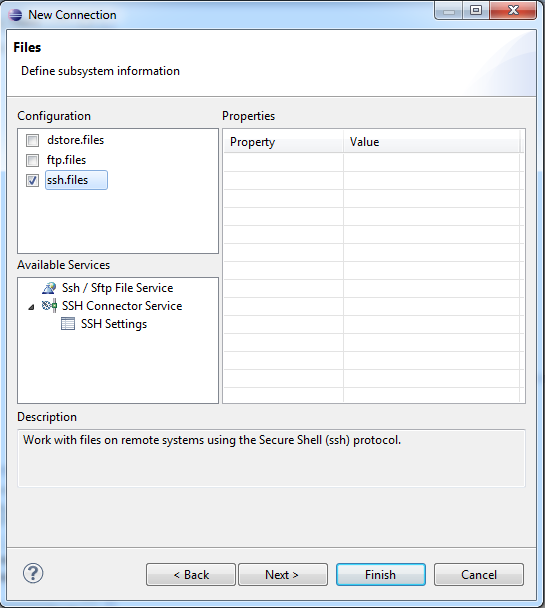 New Connection
Files
Define subsystem information
Configuration
Properties
dstore.files
ftp.files
ssh.files
Property Value
Available Services
Ssh / Sftp File Service
SSH Connector Service
SSH Settings
Description
Work with files on remote systems using the Secure Shell (ssh) protocol.
? < Back Next > Finish Cancel